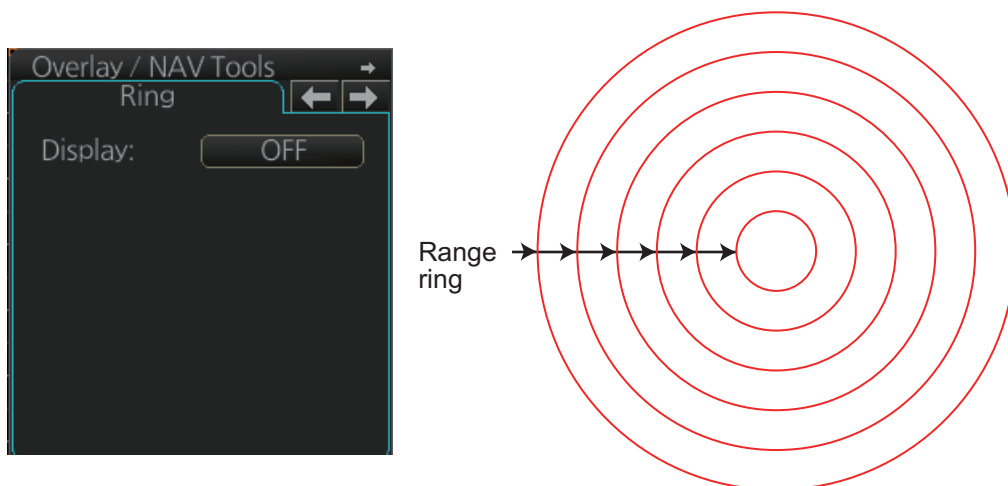 Overlay / NAV Tools
Ring
Display: OFF
Range
ring